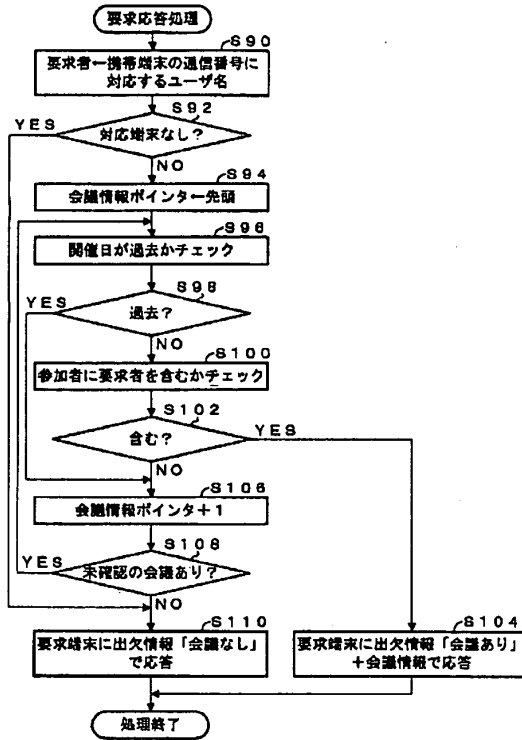 要求応答処理
S90
要求者←携帯端末の通信番号に
対応するユーザ名
S92
YES
対応端末なし?
NO
S94
会議情報ポインタ←先頭
S96
開催日が過去かチェック
S98
YES
過去?
NO
S100
参加者に要求者を含むかチェック
S102
含む?
YES
NO
S106
会議情報ポインタ+1
S108
YES
未確認の会議あり?
NO
S110
要求端末に出欠情報「会議なし」
で応答
S104
要求端末に出欠情報「会議あり」
+会議情報で応答
処理終了